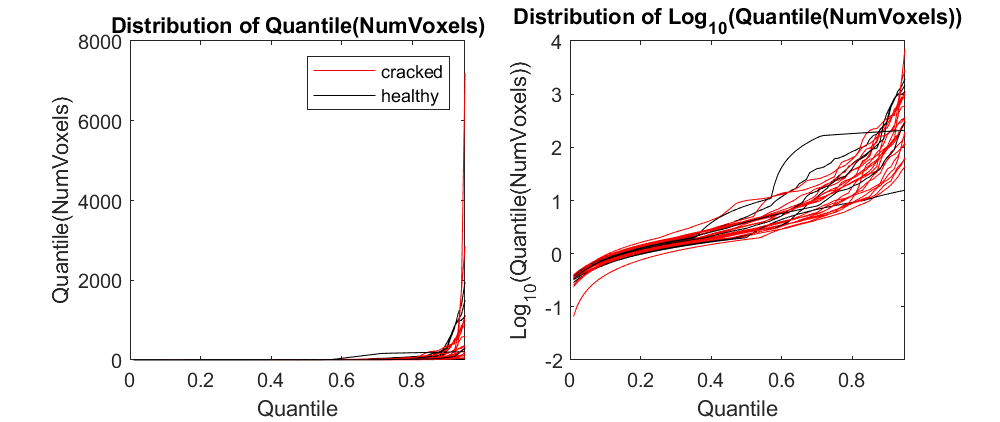 Distribution of Quantile(NumVoxels)
8000
6000
4000
2000
0
0
0.2
0.4
0.6
0.8
Quantile
Quantile(NumVoxels)
cracked
healthy
Distribution of Log10(Quantile(NumVoxels))
4
3
2
1
0
-1
-2
0
0.2
0.4
0.6
0.8
Quantile
Log10(Quantile(NumVoxels))